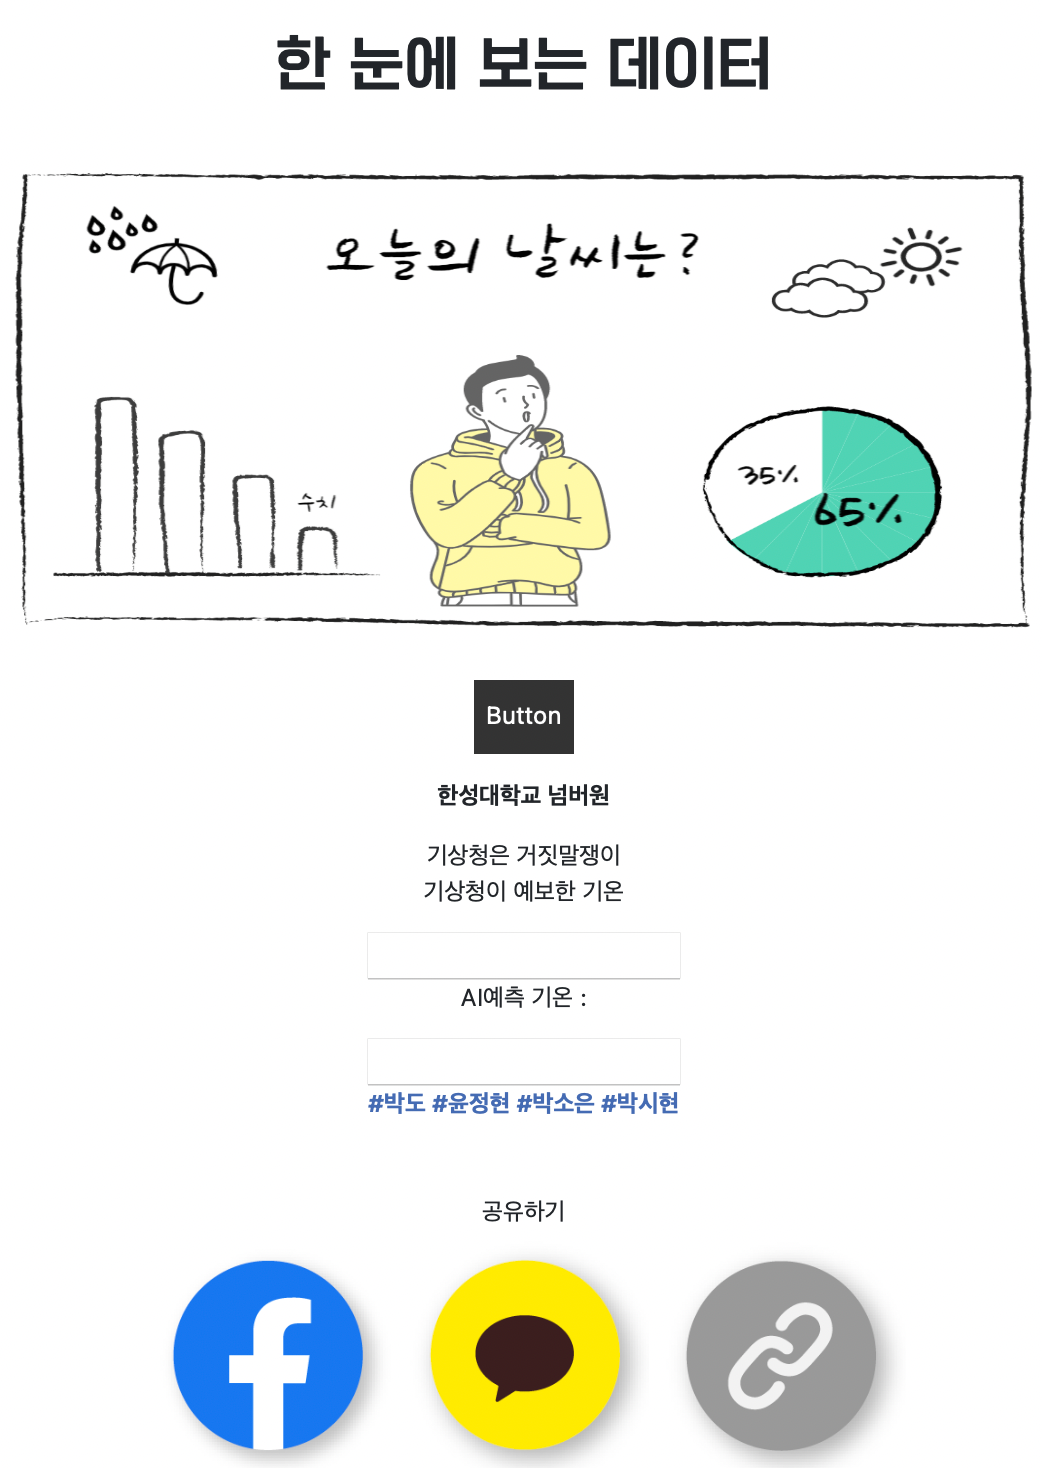 한 눈에 보는 데이터
오늘의 날씨는?
수치
35%
65%
Button
한성대학교 넘버원
기상청은 거짓말쟁이
기상청이 예보한 기온
AI예측 기온 :
#박도 #윤정현 #박소은 #박시현
공유하기